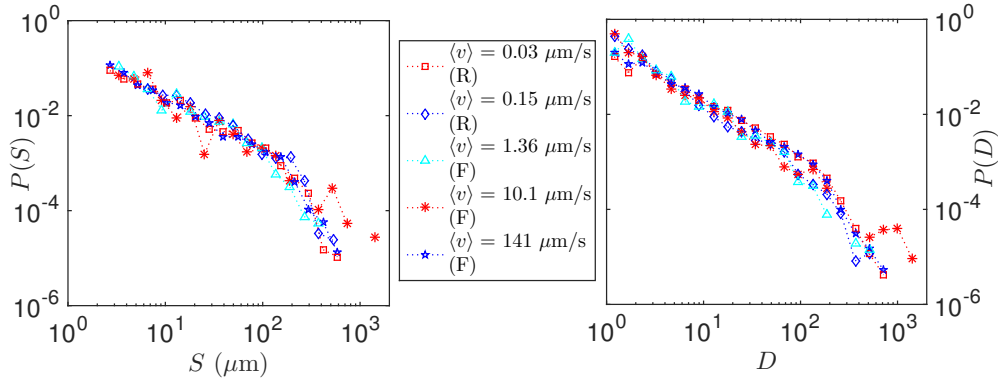 10^0
10^-2
10^-4
10^-6
P(S)
10^0 10^1 10^2 10^3
S (μm)
⟨v⟩ = 0.03 μm/s
(R)
⟨v⟩ = 0.15 μm/s
(R)
⟨v⟩ = 1.36 μm/s
(F)
⟨v⟩ = 10.1 μm/s
(F)
⟨v⟩ = 141 μm/s
(F)
10^0
10^-2
10^-4
10^-6
P(D)
10^0 10^1 10^2 10^3
D